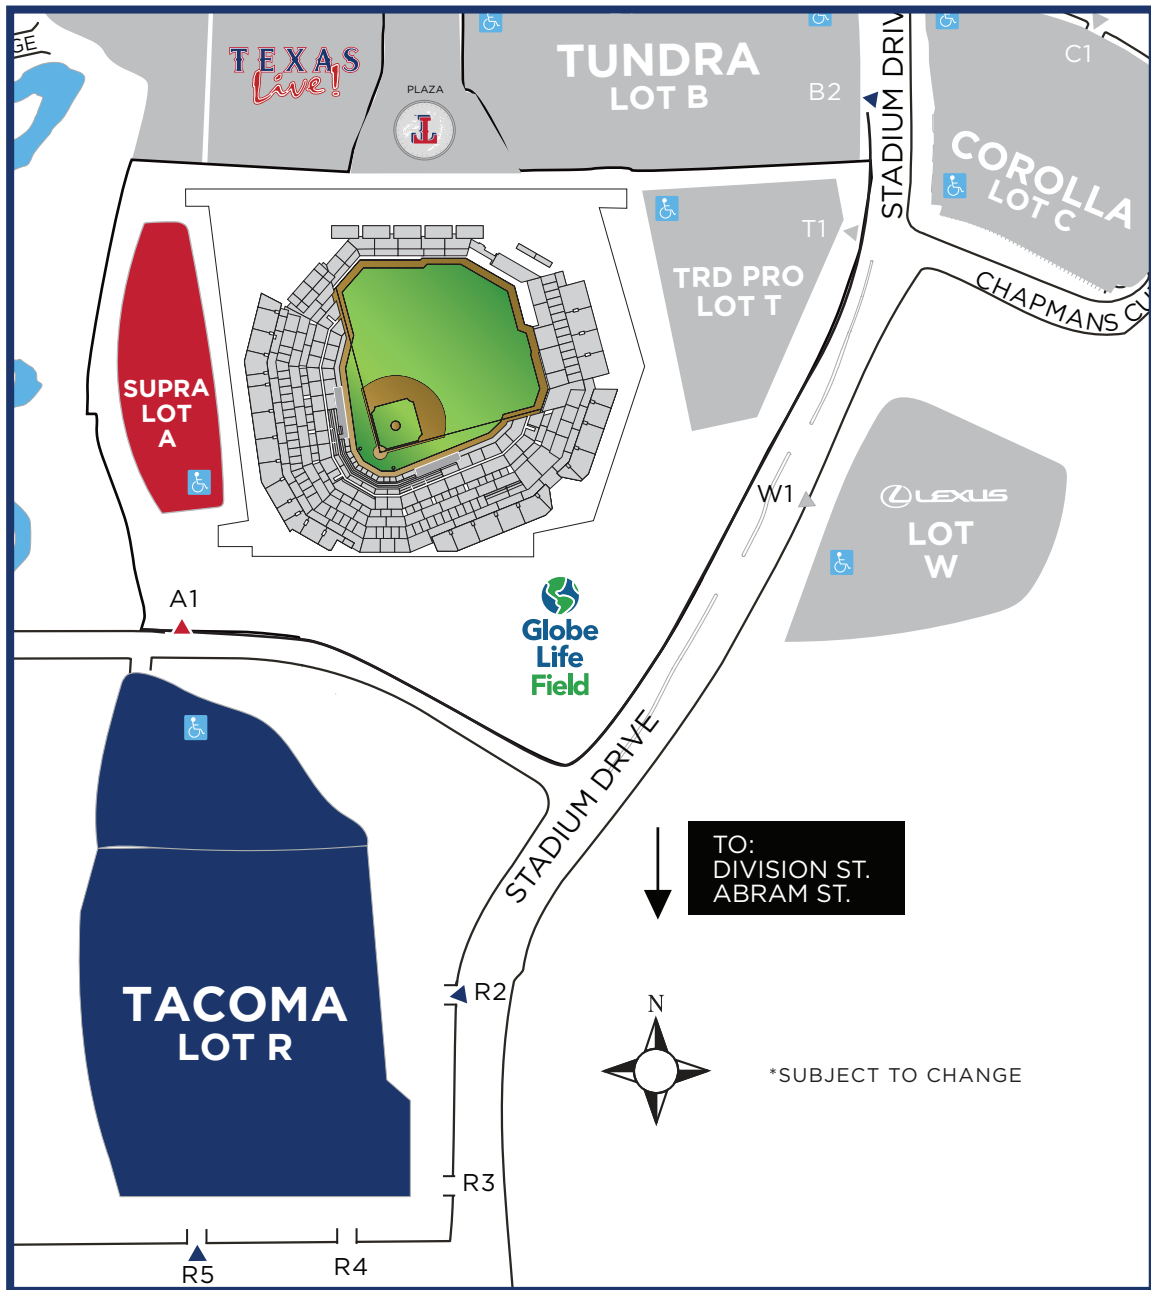 GE
TEXAS
Live!
PLAZA
T
TUNDRA
LOT B
B2
STADIUM DRIV
C1
COROLLA
LOT C
T1
TRD PRO
LOT T
CHAPMANS CU
SUPRA
LOT
A
W1
LEXUS
LOT
W
A1
Globe
Life
Field
STADIUM DRIVE
TO:
DIVISION ST.
ABRAM ST.
TACOMA
LOT R
R2
N
*SUBJECT TO CHANGE
R3
R4
R5